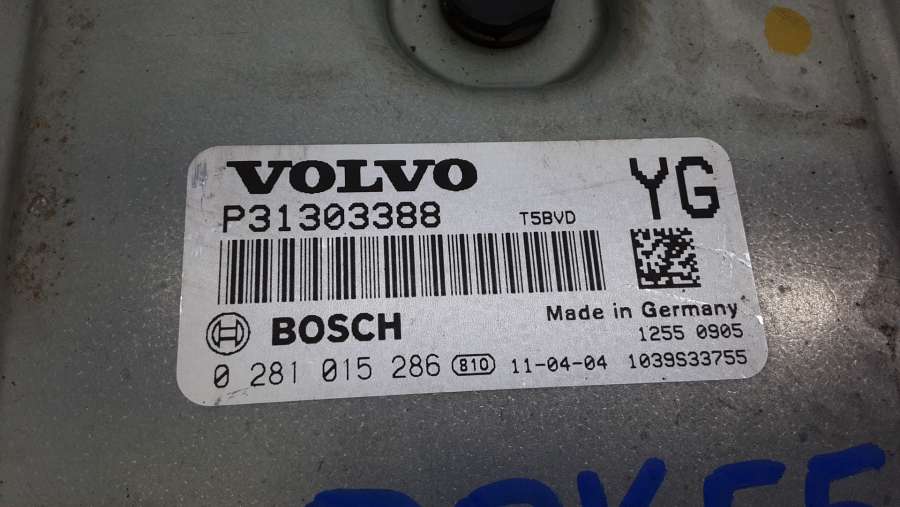 VOLVO
YG
P31303388 T5BVD
Made in Germany
BOSCH
1255 0905
0 281 015 286 810 11-04-04 1039S33755